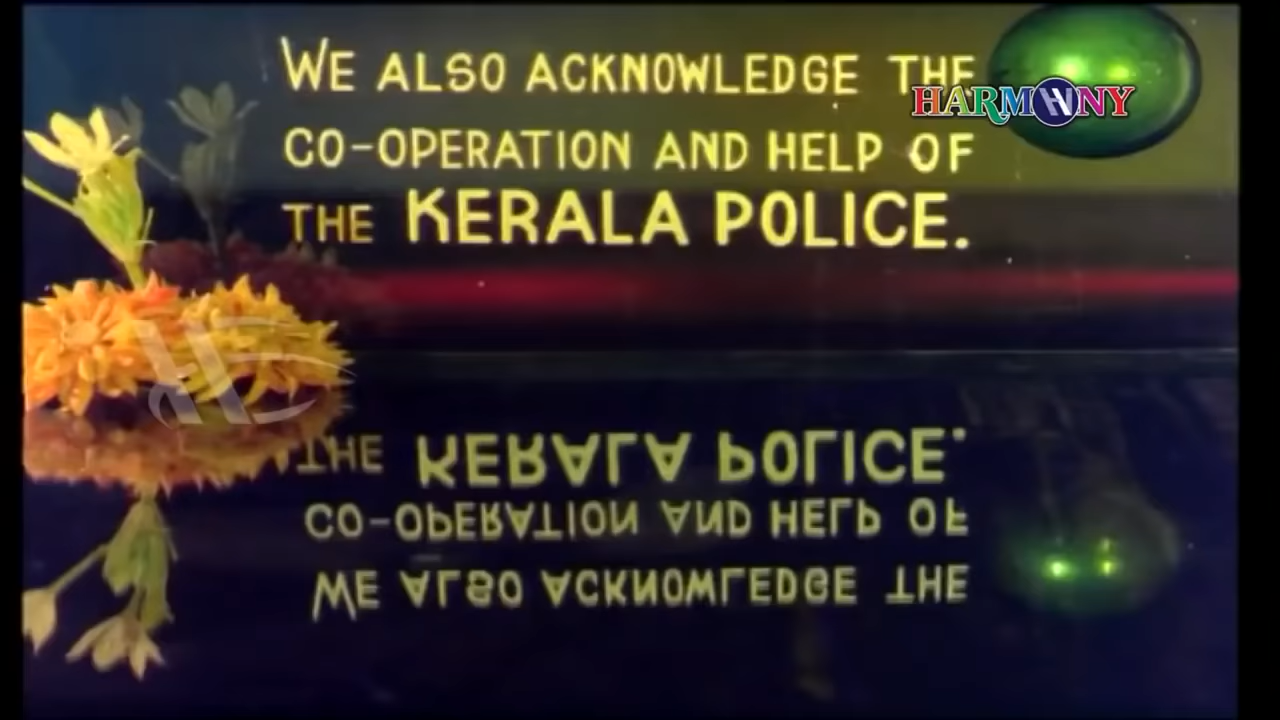 WE ALSO ACKNOWLEDGE THE
HARMONY
CO-OPERATION AND HELP OF
THE KERALA POLICE.
THE KERALA POLICE.
CO-OPERATION AND HELP OF
WE ALSO ACKNOWLEDGE THE